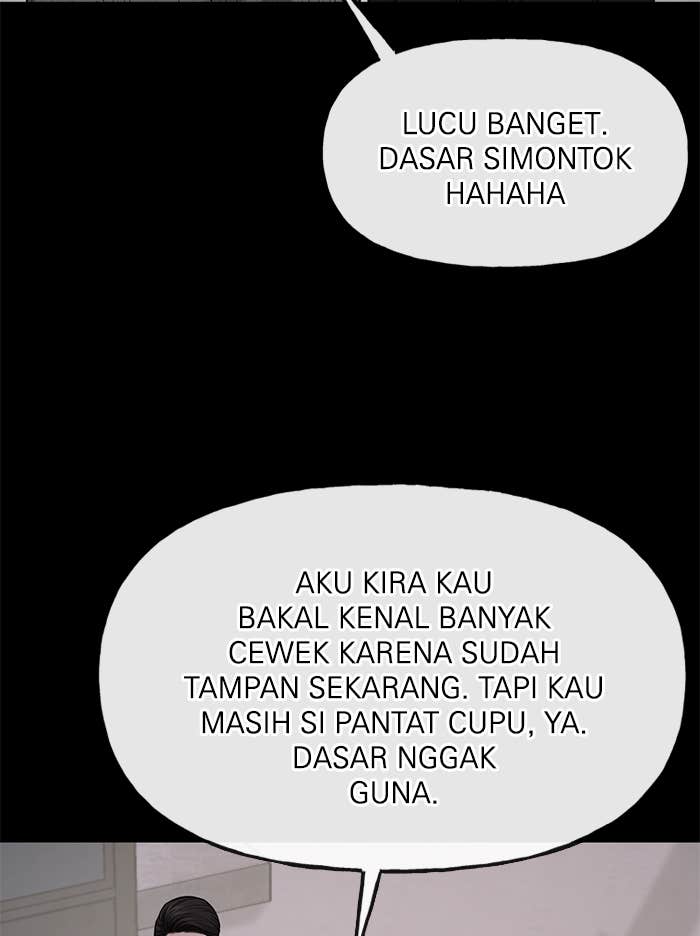 LUCU BANGET.
DASAR SIMONTOK
HAHAHA
AKU KIRA KAU
BAKAL KENAL BANYAK
CEWEK KARENA SUDAH
TAMPAN SEKARANG. TAPI KAU
MASIH SI PANTAT CUPU, YA.
DASAR NGGAK
GUNA.